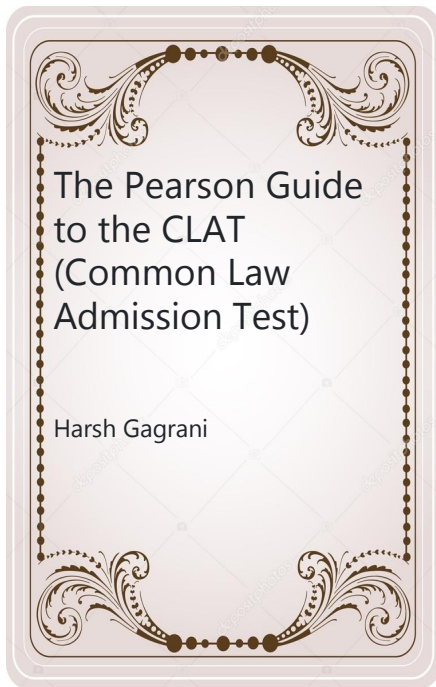 The Pearson Guide
to the CLAT
(Common Law
Admission Test)
Harsh Gagrani